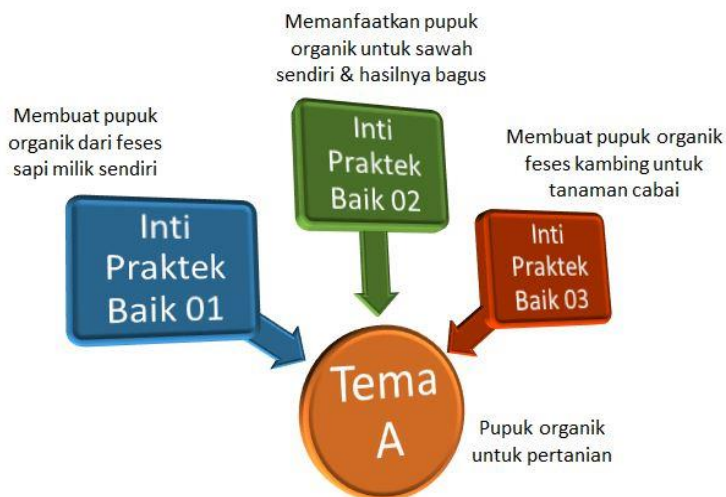 Memanfaatkan pupuk
organik untuk sawah
sendiri & hasilnya bagus
Membuat pupuk
organik dari feses
sapi milik sendiri
Inti
Praktek
Baik 02
Membuat pupuk organik
feses kambing untuk
tanaman cabai
Inti
Praktek
Baik 01
Inti
Praktek
Baik 03
Tema
A
Pupuk organik
untuk pertanian